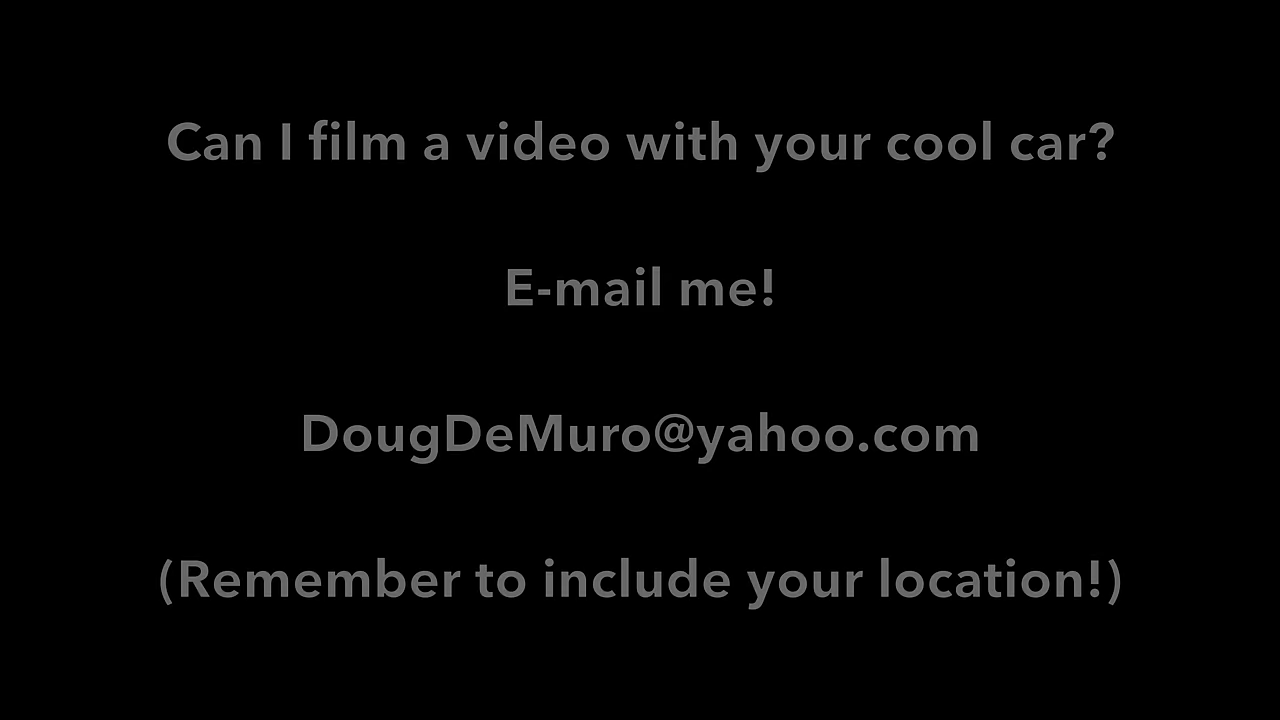 Can I film a video with your cool car?
E-mail me!
DougDeMuro@yahoo.com
(Remember to include your location!)